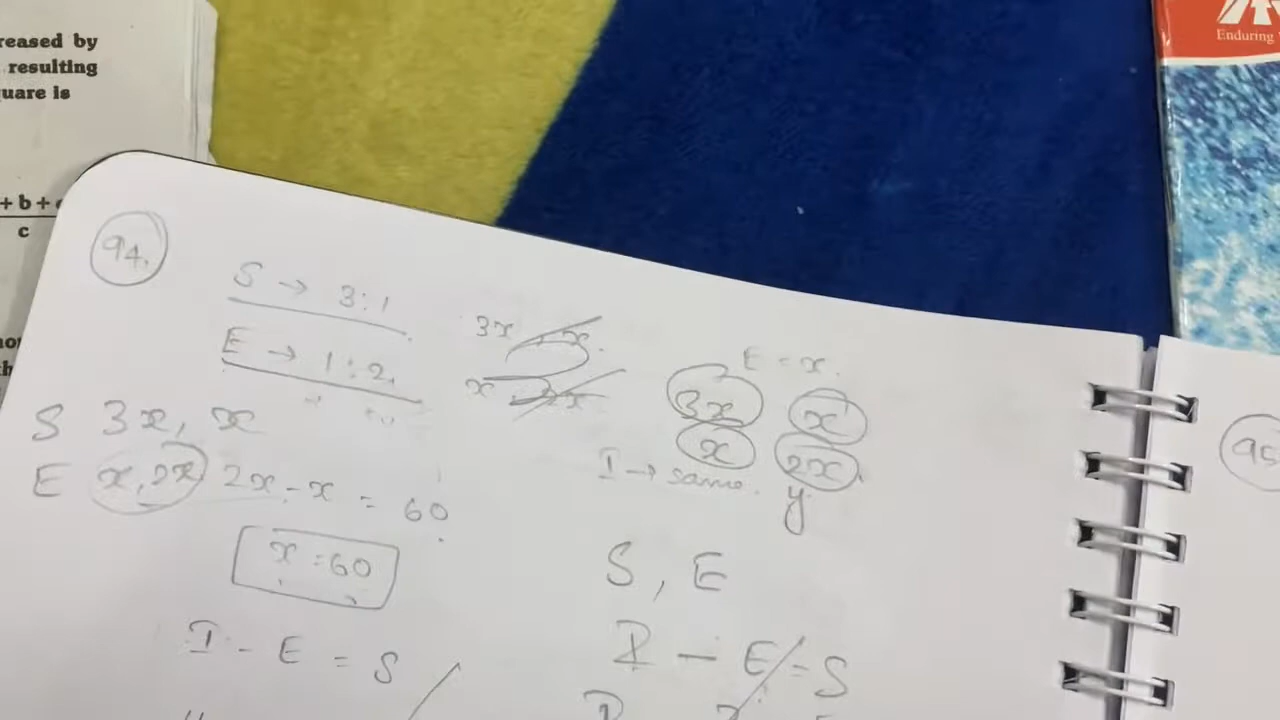 reased by
resulting
uare is
+ b +
c
Enduring
94.
S → 3:1
E → 1:2
3x x
x 2x
E = x.
3x x
x 2x
I → same.
y
S 3x, x
E x, 2x 2x - x = 60
x = 60
S, E
I - E = S
I - E = S
95